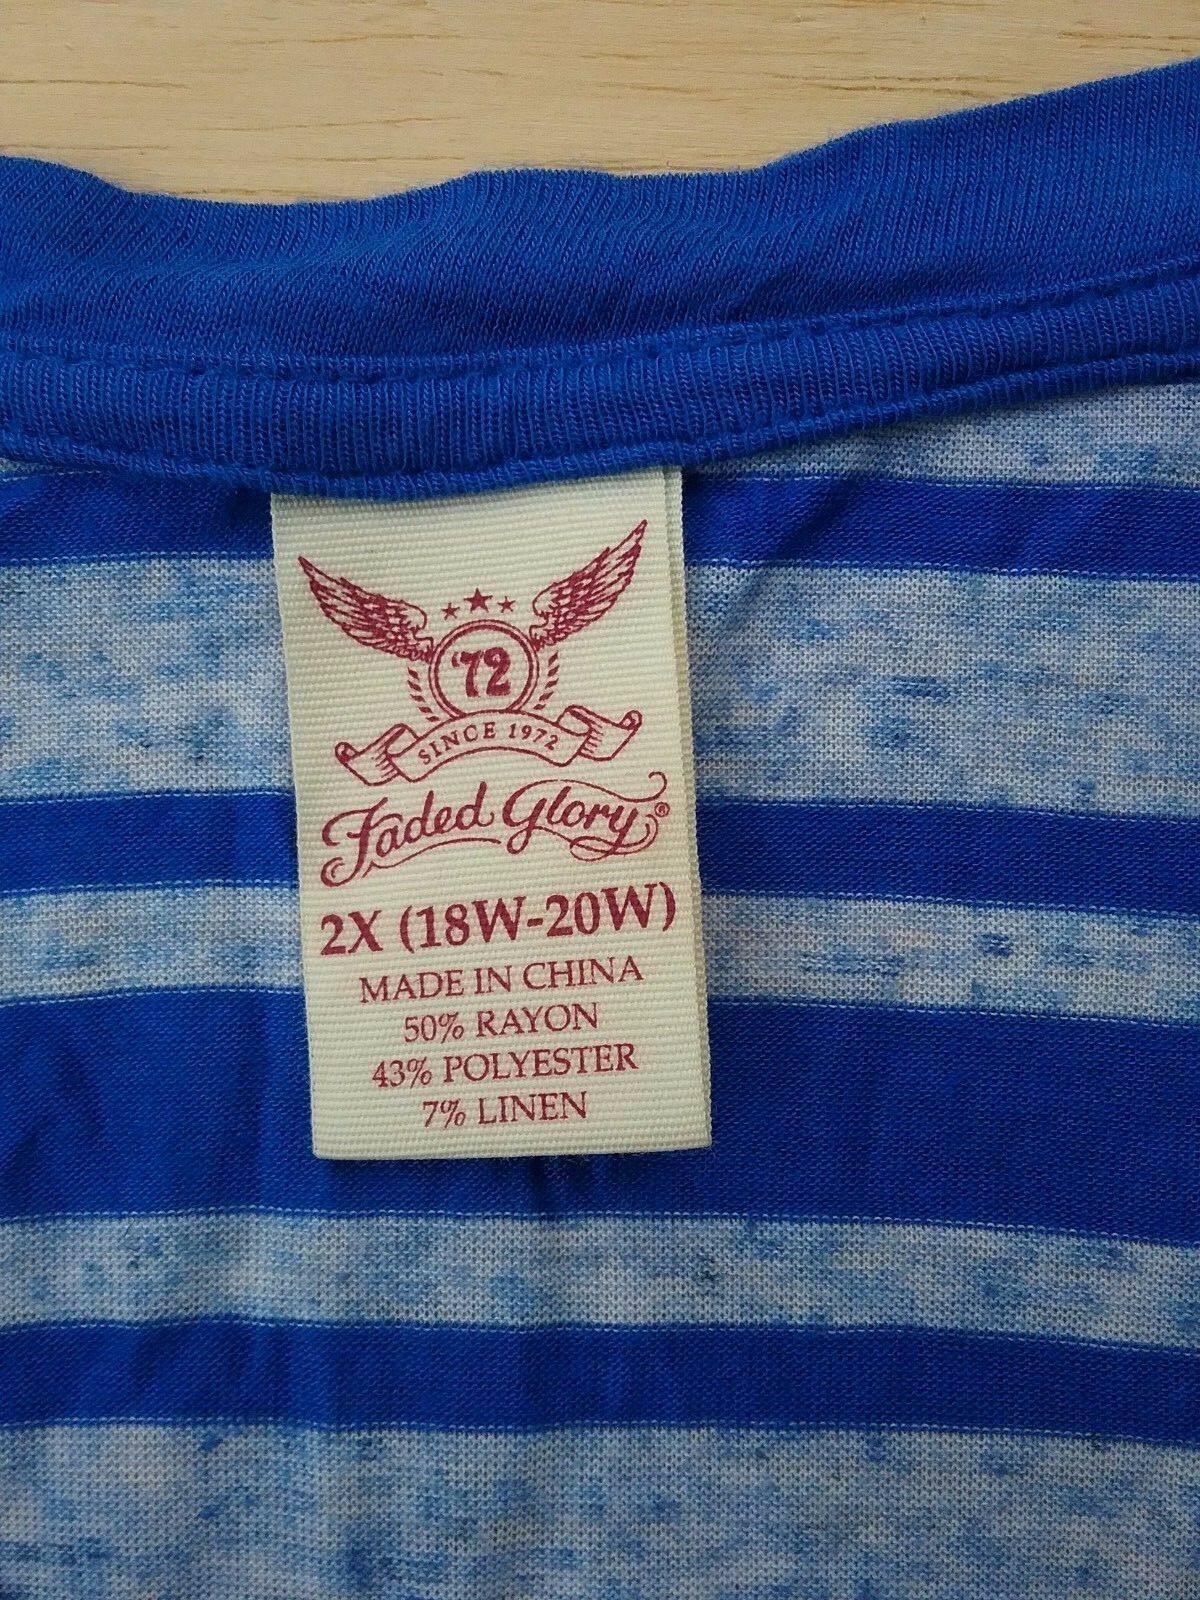 '72
SINCE 1972
Faded Glory®
2X (18W-20W)
MADE IN CHINA
50% RAYON
43% POLYESTER
7% LINEN